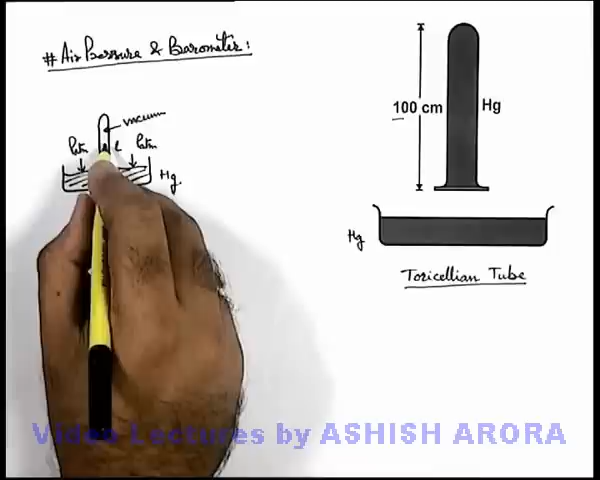 # Air Pressure & Barometer:
vacuum
Patm l Patm
Hg.
100 cm Hg
Hg
Toricellian Tube
Video Lectures by ASHISH ARORA